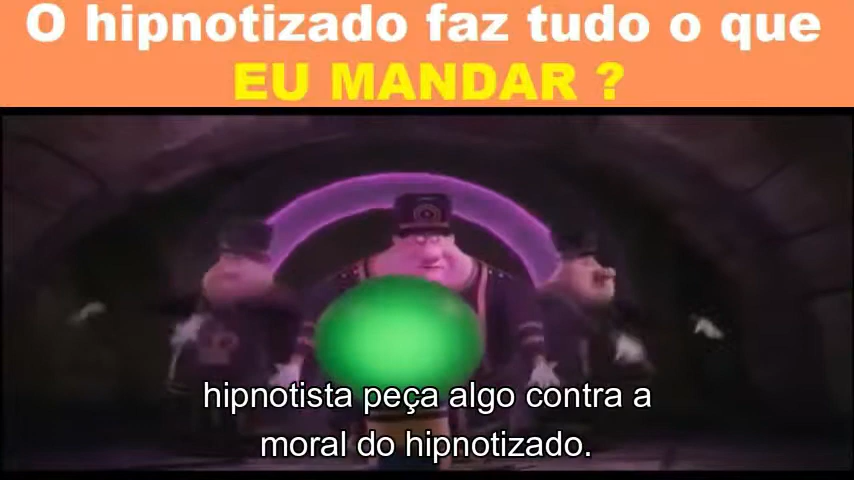 O hipnotizado faz tudo o que
EU MANDAR ?
hipnotista peça algo contra a
moral do hipnotizado.